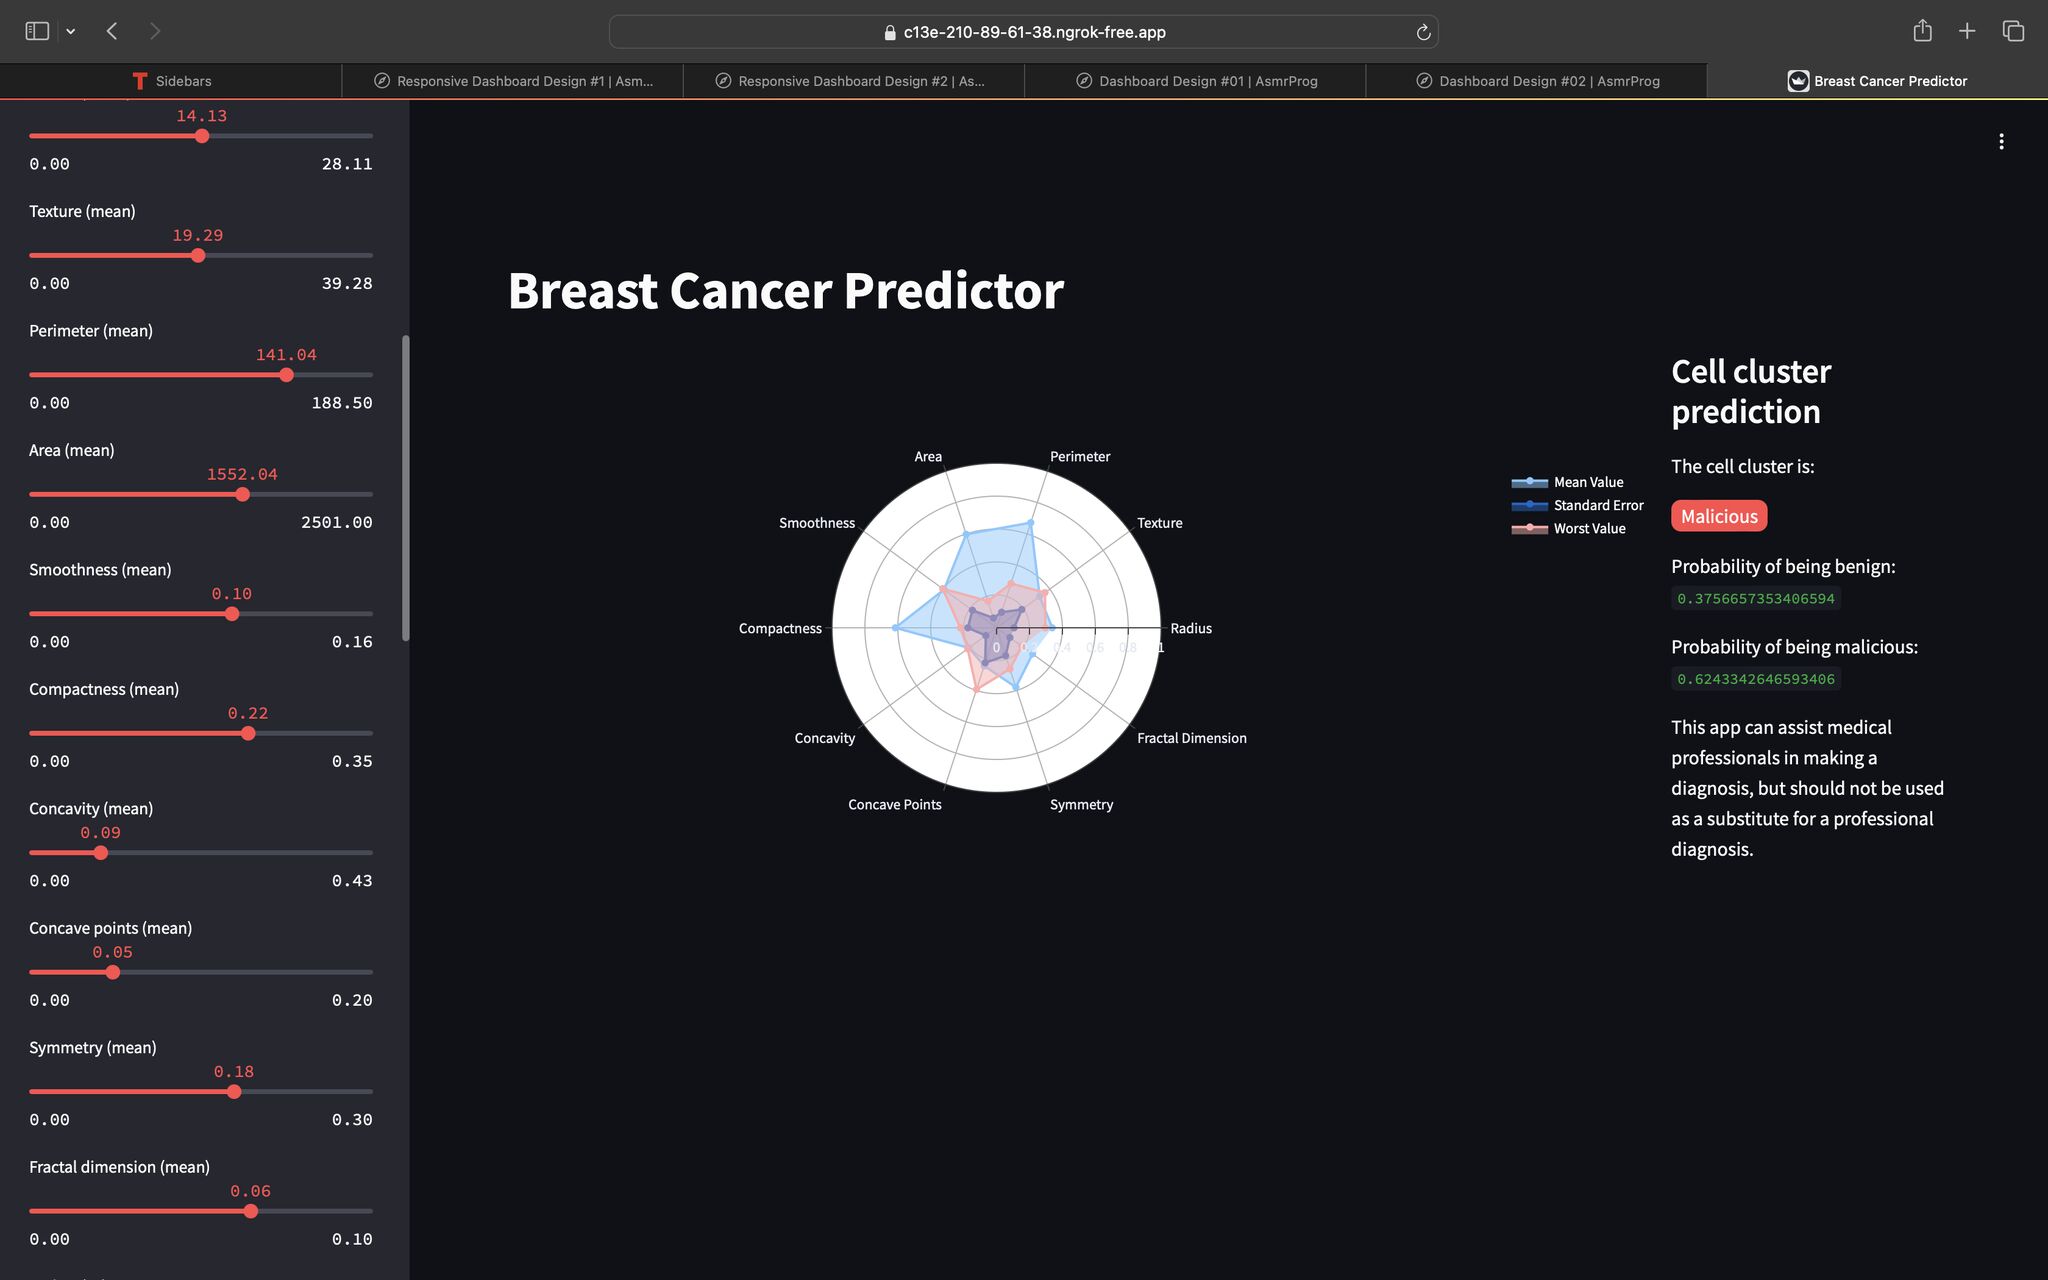 c13e-210-89-61-38.ngrok-free.app
Sidebars
Responsive Dashboard Design #1 | Asm...
Responsive Dashboard Design #2 | As...
Dashboard Design #01 | AsmrProg
Dashboard Design #02 | AsmrProg
Breast Cancer Predictor
14.13
0.00 28.11
Texture (mean)
19.29
0.00 39.28
Perimeter (mean)
141.04
0.00 188.50
Area (mean)
1552.04
0.00 2501.00
Smoothness (mean)
0.10
0.00 0.16
Compactness (mean)
0.22
0.00 0.35
Concavity (mean)
0.09
0.00 0.43
Concave points (mean)
0.05
0.00 0.20
Symmetry (mean)
0.18
0.00 0.30
Fractal dimension (mean)
0.06
0.00 0.10
Breast Cancer Predictor
Area
Perimeter
Smoothness
Texture
Compactness
Radius
0 0.4 0.6 0.8 1
Concavity
Fractal Dimension
Concave Points
Symmetry
Mean Value
Standard Error
Worst Value
Cell cluster
prediction
The cell cluster is:
Malicious
Probability of being benign:
0.3756657353406594
Probability of being malicious:
0.6243342646593406
This app can assist medical
professionals in making a
diagnosis, but should not be used
as a substitute for a professional
diagnosis.